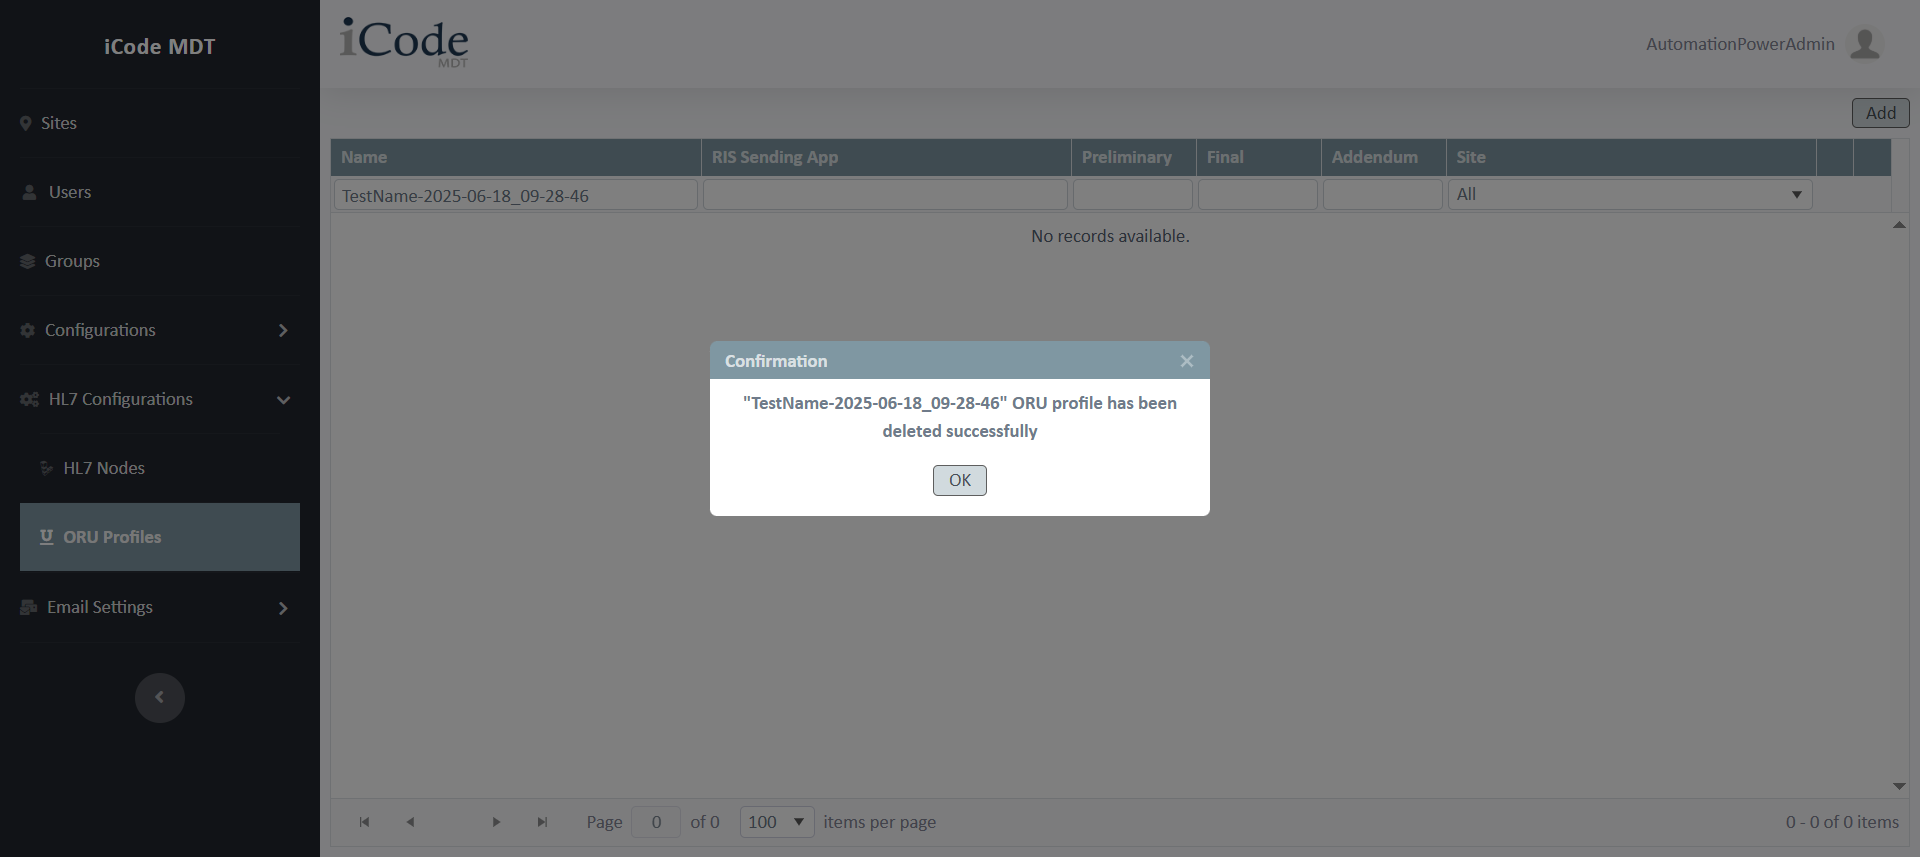 iCode MDT
Sites
Users
Groups
Configurations
HL7 Configurations
HL7 Nodes
ORU Profiles
Email Settings
iCode
MDT
AutomationPowerAdmin
Add
Name RIS Sending App Preliminary Final Addendum Site
TestName-2025-06-18_09-28-46 All
No records available.
Confirmation
"TestName-2025-06-18_09-28-46" ORU profile has been
deleted successfully
OK
Page 0 of 0 100 items per page 0 - 0 of 0 items